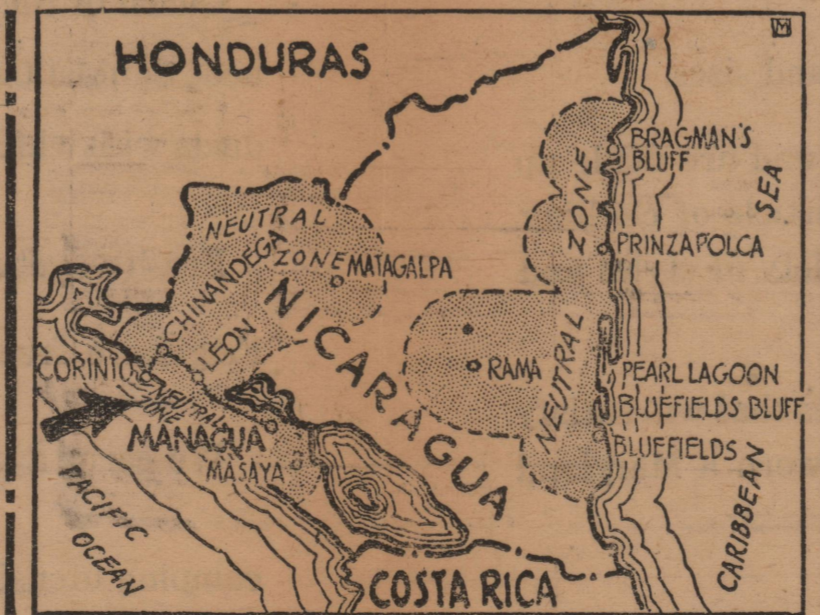 HONDURAS
BRAGMAN'S
BLUFF
SEA
ZONE
NEUTRAL
ZONE
PRINZAPOLCA
MATAGALPA
CHINANDEGA
NICARAGUA
LEON
CORINTO
RAMA
PEARL LAGOON
NEUTRAL
BLUEFIELDS BLUFF
NEUTRAL
ZONE
MANAGUA
BLUEFIELDS
MASAYA
PACIFIC
OCEAN
CARIBBEAN
COSTA RICA